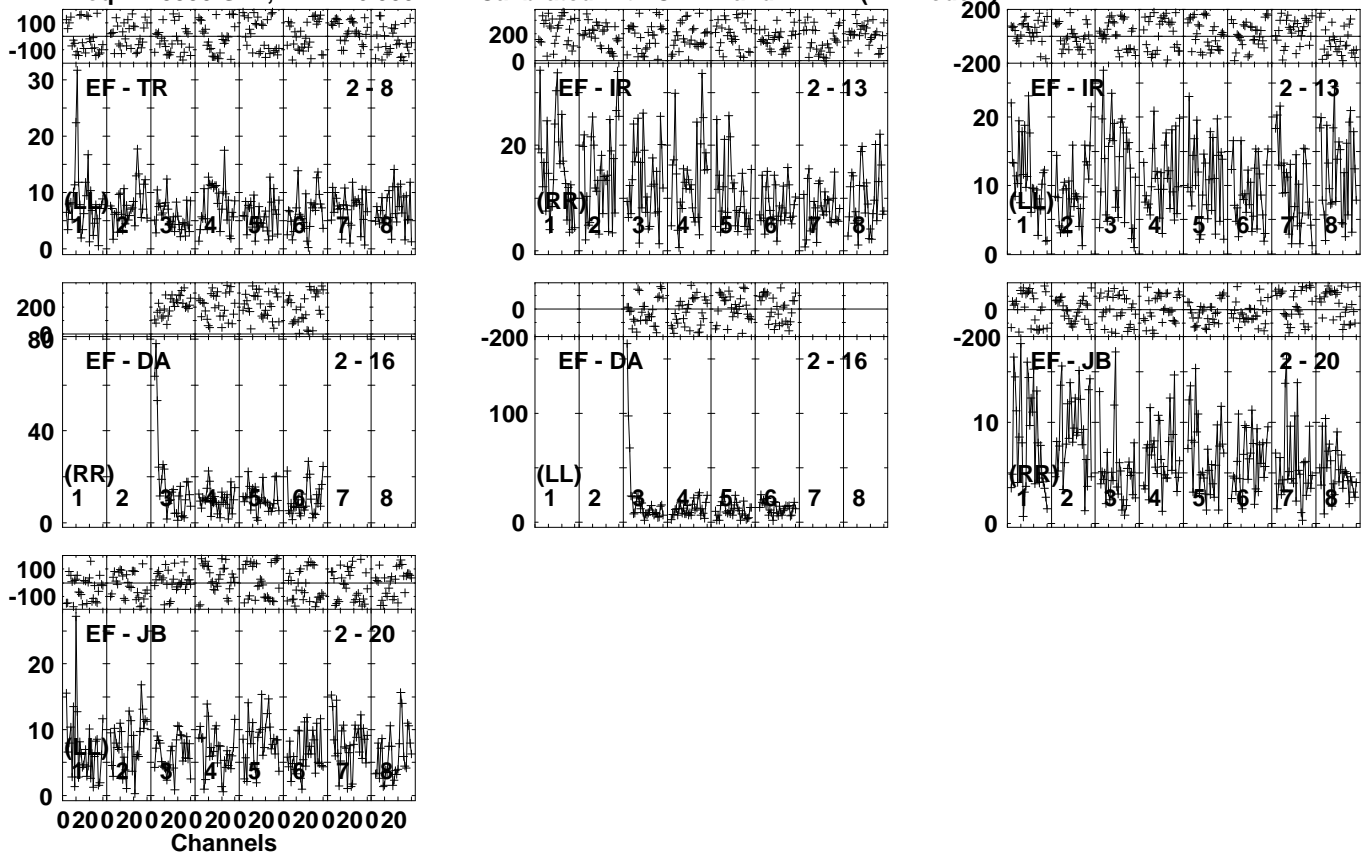 100
-100
30
20
10
0
EF - TR 2 - 8
(LL)
1 2 3 4 5 6 7 8
200
0
20
0
EF - IR 2 - 13
(RR)
1 2 3 4 5 6 7 8
200
-200
20
10
0
EF - IR 2 - 13
(LL)
1 2 3 4 5 6 7 8
200
0
80
40
0
EF - DA 2 - 16
(RR)
1 2 3 4 5 6 7 8
0
-200
100
0
EF - DA 2 - 16
(LL)
1 2 3 4 5 6 7 8
0
-200
10
0
EF - JB 2 - 20
(RR)
1 2 3 4 5 6 7 8
100
-100
20
10
0
EF - JB 2 - 20
(LL)
1 2 3 4 5 6 7 8
0 20 0 20 0 20 0 20 0 20 0 20 0 20 0 20
Channels